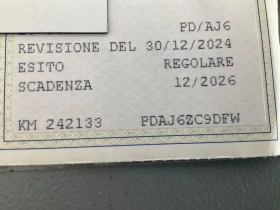 PD/AJ6
REVISIONE DEL 30/12/2024
ESITO REGOLARE
SCADENZA 12/2026
KM 242133 PDAJ6ZC9DFW